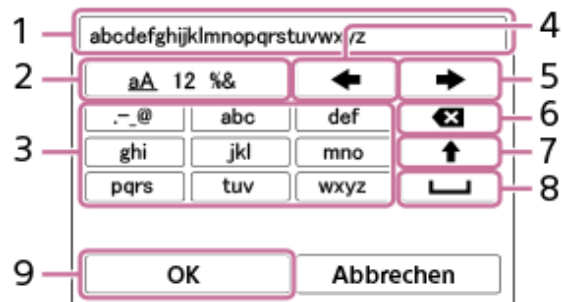 1
abcdefghijklmnopqrstuvwxyz
4
2
aA 12 %&
5
.-_@ abc def
6
3
ghi jkl mno
7
pqrs tuv wxyz
8
9
OK Abbrechen